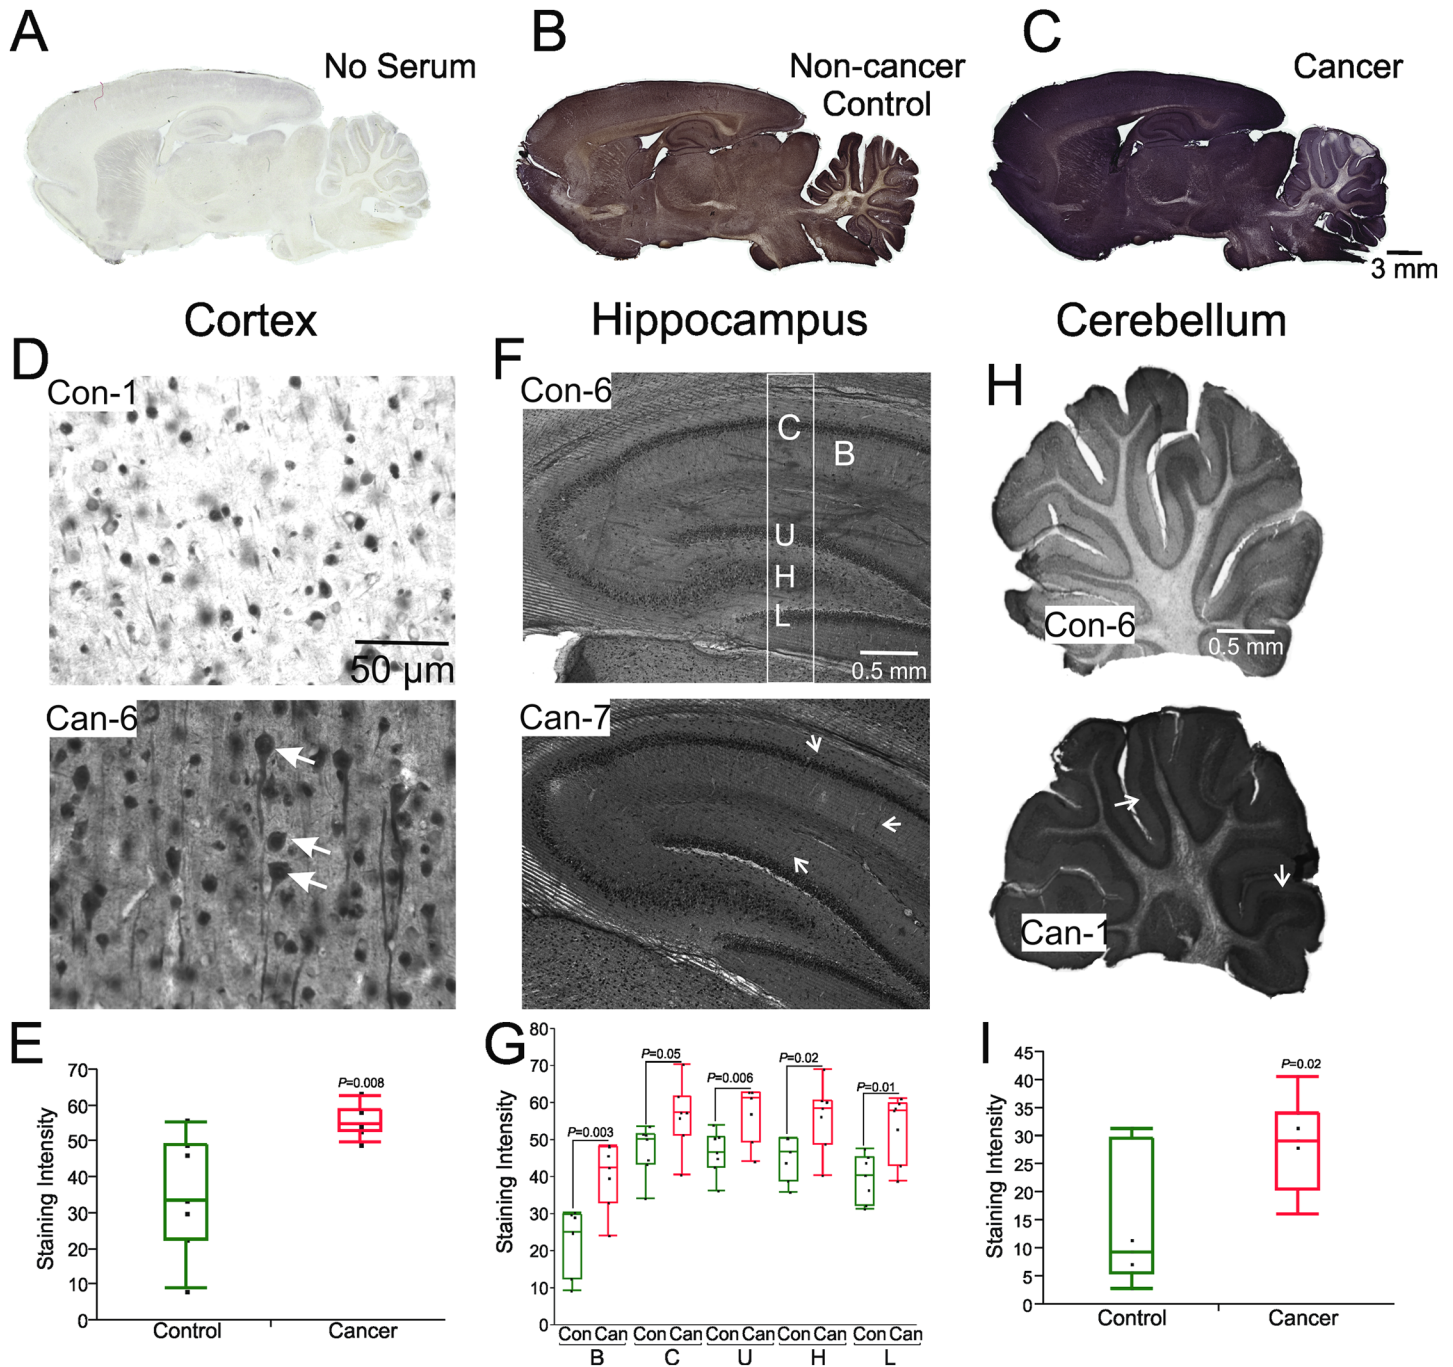 A
No Serum
B
Non-cancer
Control
C
Cancer
3 mm
Cortex
Hippocampus
Cerebellum
D
Con-1
50 µm
Can-6
F
Con-6
C
B
U
H
L
0.5 mm
Can-7
H
Con-6
0.5 mm
Can-1
E
Staining Intensity
70
60
50
40
30
20
10
0
P=0.008
Control
Cancer
G
Staining Intensity
80
70
60
50
40
30
20
10
0
P=0.003
P=0.05
P=0.006
P=0.02
P=0.01
Con Can Con Can Con Can Con Can Con Can
B C U H L
I
Staining Intensity
45
40
35
30
25
20
15
10
5
0
P=0.02
Control
Cancer